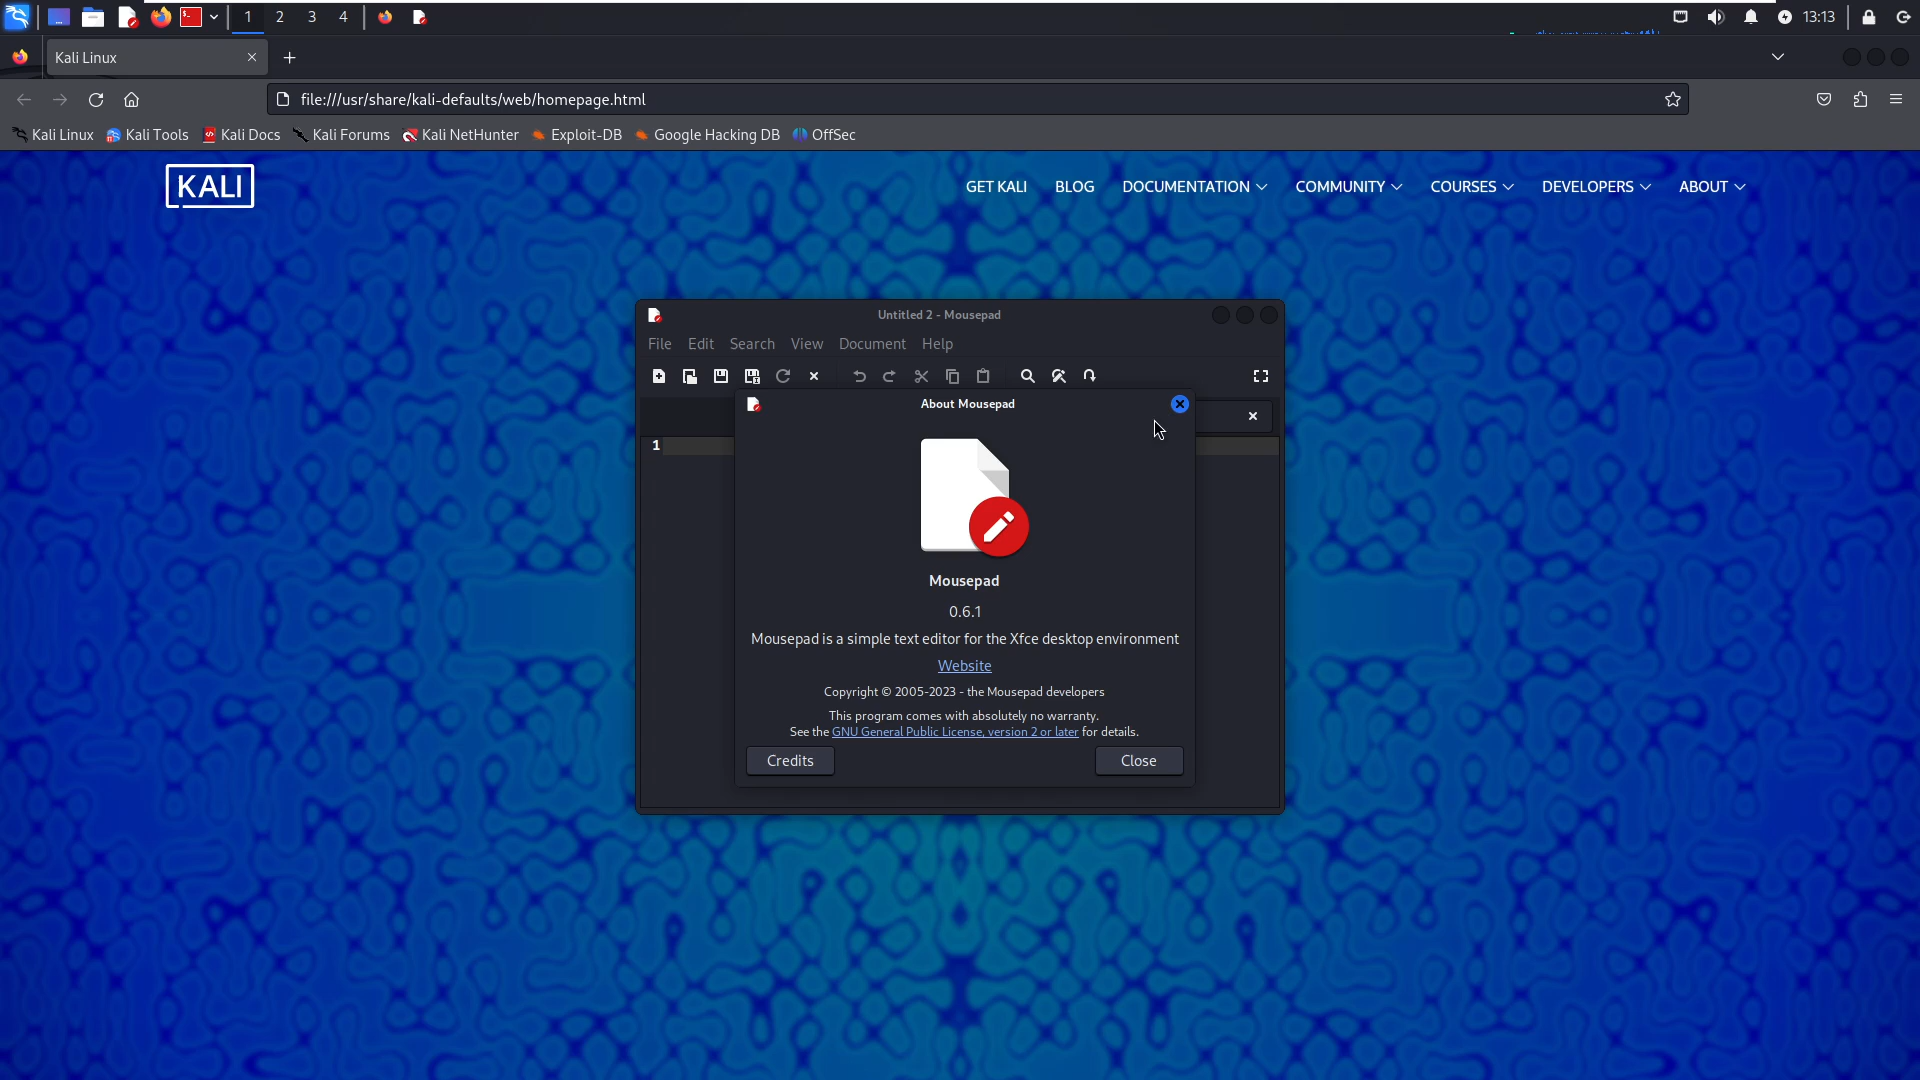 1 2 3 4
13:13
Kali Linux
file:///usr/share/kali-defaults/web/homepage.html
Kali Linux Kali Tools Kali Docs Kali Forums Kali NetHunter Exploit-DB Google Hacking DB OffSec
KALI
GET KALI BLOG DOCUMENTATION COMMUNITY COURSES DEVELOPERS ABOUT
Untitled 2 - Mousepad
File Edit Search View Document Help
About Mousepad
1
Mousepad
0.6.1
Mousepad is a simple text editor for the Xfce desktop environment
Website
Copyright © 2005-2023 - the Mousepad developers
This program comes with absolutely no warranty.
See the GNU General Public License, version 2 or later for details.
Credits Close